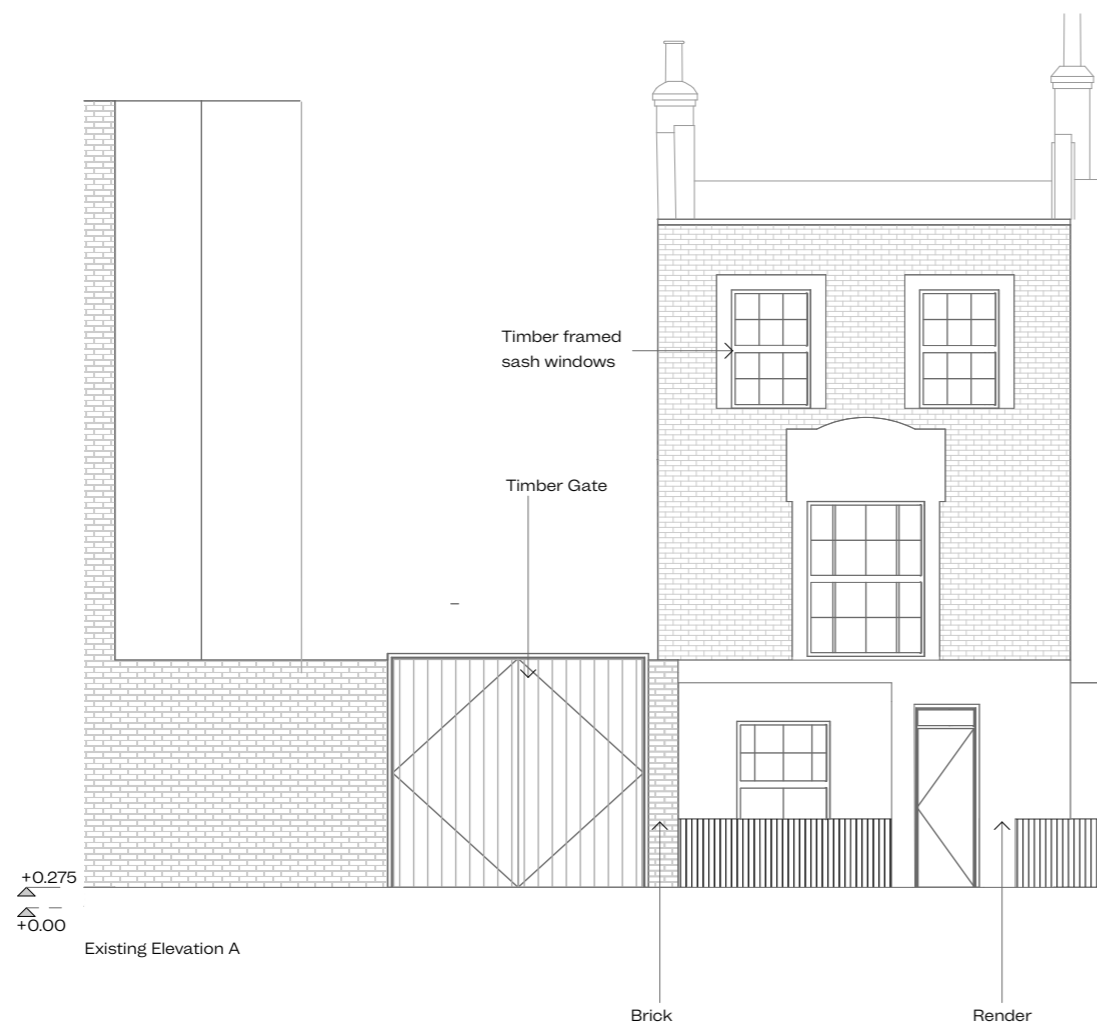 Timber framed
sash windows
Timber Gate
+0.275
+0.00
Existing Elevation A
Brick
Render